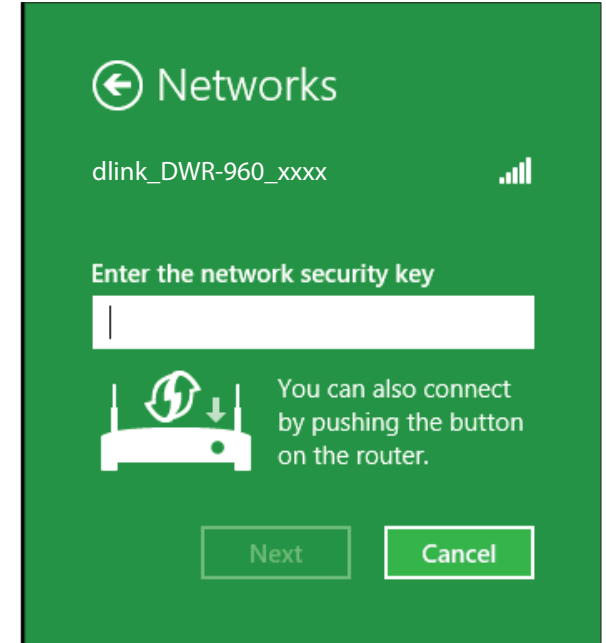 Networks
dlink_DWR-960_xxxx
Enter the network security key
You can also connect
by pushing the button
on the router.
Next
Cancel